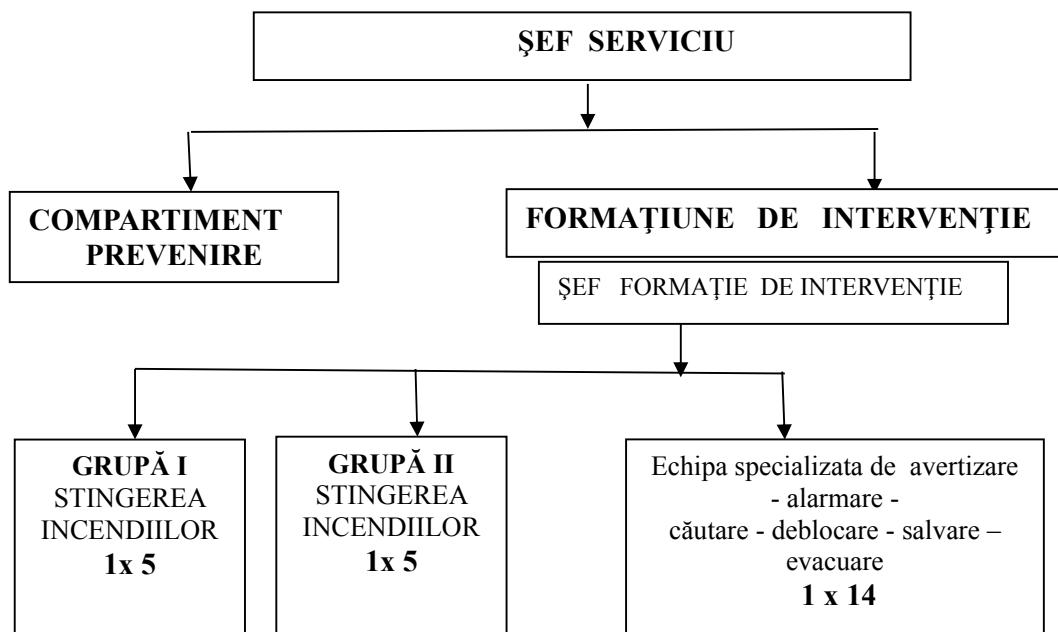 ŞEF SERVICIU
COMPARTIMENT
PREVENIRE
FORMAŢIUNE DE INTERVENŢIE
ŞEF FORMAŢIE DE INTERVENŢIE
GRUPĂ I
STINGEREA
INCENDIILOR
1x 5
GRUPĂ II
STINGEREA
INCENDIILOR
1x 5
Echipa specializata de avertizare
- alarmare -
căutare - deblocare - salvare –
evacuare
1 x 14